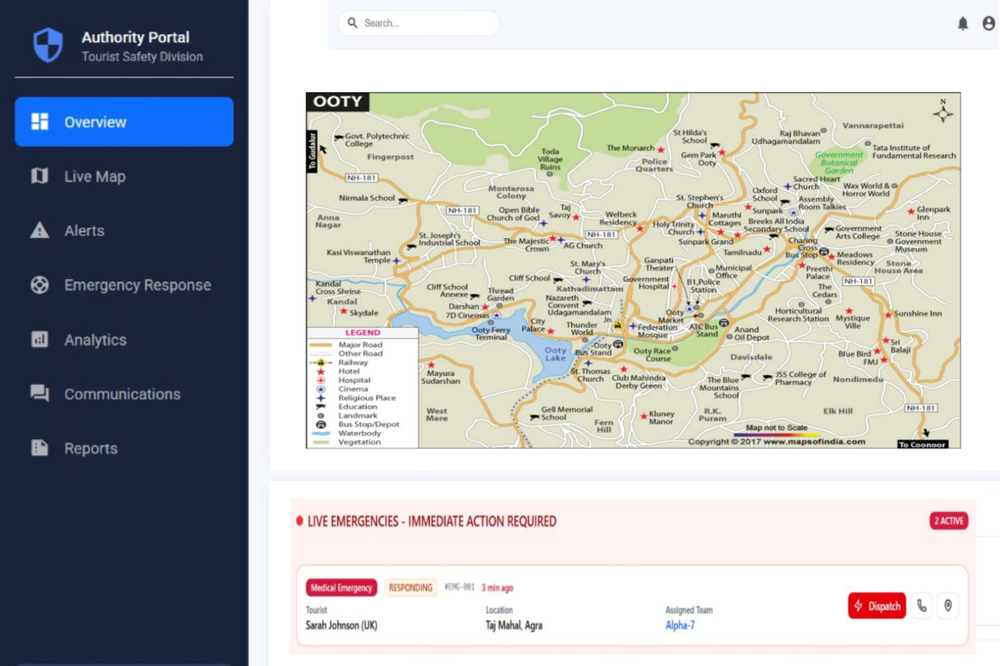 Authority Portal
Tourist Safety Division
Overview
Live Map
Alerts
Emergency Response
Analytics
Communications
Reports
Search...
OOTY
N
To Gudalur
Govt. Polytechnic
College
Fingerpost
NH-181
Nirmala School
Anna
Nagar
Toda
Village
Ruins
Monterosa
Colony
NH-181
Open Bible
Church of God
Taj
Savoy
The Monarch
Police
Quarters
St Hilda's
School
Gem Park
Ooty
Raj Bhavan
Udhagamandalam
Vannarapettai
Tata Institute of
Fundamental Research
Government
Botanical
Garden
Sacred Heart
Church
Wax World &
Horror World
Oxford
School
Assembly
Room Talkies
St. Stephen's
Church
Sunpark
Glenpark
Inn
Welbeck
Residency
Holy Trinity
Church
Maruthi
Cottages
Breeks All India
Secondary School
Government
Arts College
Stone House
Government
Museum
NH-181
Sunpark Grand
Charing
Cross
Bus Stop
Tamilnadu
Meadows
Residency
Stone
House Area
Preethi
Palace
NH-181
St. Joseph's
Industrial School
The Majestic
Crown
AG Church
Kasi Viswanathan
Temple
St. Mary's
Church
Ganpati
Theater
Municipal
Office
Cliff School
Kathadimattam
Government
Hospital
B1,Police
Station
The
Cedars
Kandal
Cross Shrine
Kandal
Skydale
Cliff School
Annexe
Thread
Garden
Darshan
7D Cinemas
Nazareth
Convent
Udagamandalam
Jn
Ooty
Market
Horticultural
Research Station
Mystique
Ville
Sunshine Inn
Ooty Ferry
Terminal
City
Palace
Thunder
World
Federation
Mosque
ATC Bus
Stand
Anand
Oil Depot
Ooty
Lake
Ooty
Bus Stand
Ooty Race
Course
Davisdale
Blue Bird
Sri
Balaji
FMJ
Mayura
Sudarshan
St. Thomas
Church
Club Mahindra
Derby Green
The Blue
Mountains
School
JSS College of
Pharmacy
Nondimedu
West
Mere
Gell Memorial
School
Fern
Hill
Kluney
Manor
R.K.
Puram
Elk Hill
NH-181
Map not to Scale
Copyright © 2017 www.mapsofindia.com
To Coonoor
LEGEND
Major Road
Other Road
Railway
Hotel
Hospital
Cinema
Religious Place
Education
Landmark
Bus Stop/Depot
Waterbody
Vegetation
LIVE EMERGENCIES - IMMEDIATE ACTION REQUIRED
2 ACTIVE
Medical Emergency RESPONDING #EMG-001 3 min ago
Tourist Location Assigned Team
Sarah Johnson (UK) Taj Mahal, Agra Alpha-7
Dispatch